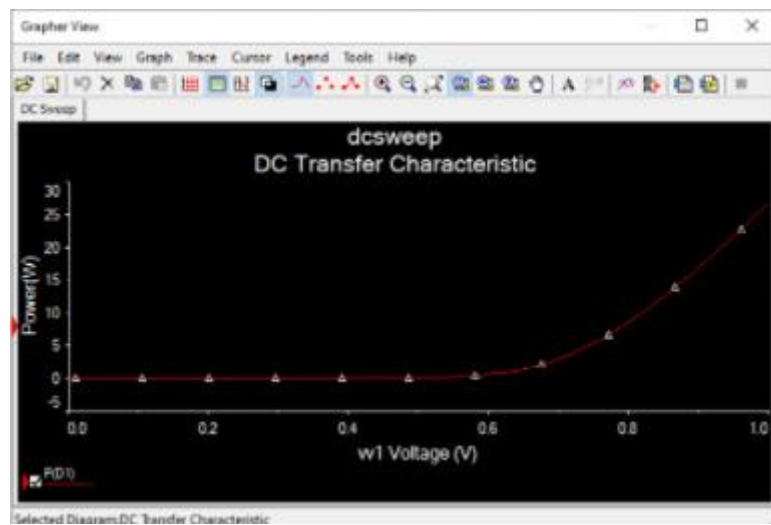 Grapher View
File Edit View Graph Trace Cursor Legend Tools Help
DC Sweep
dcsweep
DC Transfer Characteristic
Power(W)
30
25
20
15
10
5
0
-5
0.0 0.2 0.4 0.6 0.8 1.0
w1 Voltage (V)
P(D1)
Selected Diagram:DC Transfer Characteristic